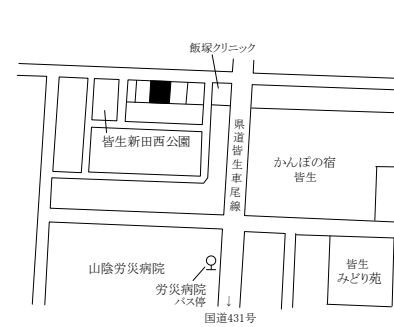 飯塚クリニック
県道皆生車尾線
皆生新田西公園
かんぽの宿
皆生
山陰労災病院
労災病院
バス停
皆生
みどり苑
↓
国道431号